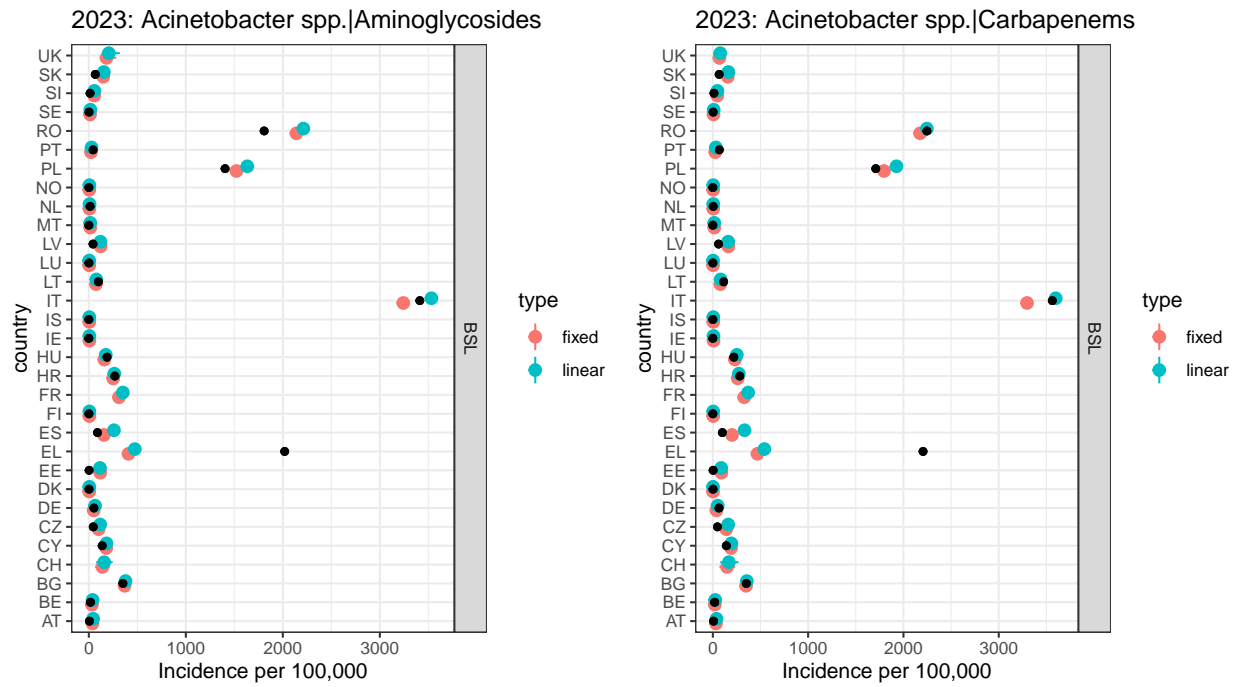 2023: Acinetobacter spp.|Aminoglycosides
UK
SK
SI
SE
RO
PT
PL
NO
NL
MT
LV
LU
LT
IT
IS
IE
HU
HR
FR
FI
ES
EL
EE
DK
DE
CZ
CY
CH
BG
BE
AT
country
0 1000 2000 3000
Incidence per 100,000
BSL
type
fixed
linear
2023: Acinetobacter spp.|Carbapenems
UK
SK
SI
SE
RO
PT
PL
NO
NL
MT
LV
LU
LT
IT
IS
IE
HU
HR
FR
FI
ES
EL
EE
DK
DE
CZ
CY
CH
BG
BE
AT
country
0 1000 2000 3000
Incidence per 100,000
BSL
type
fixed
linear